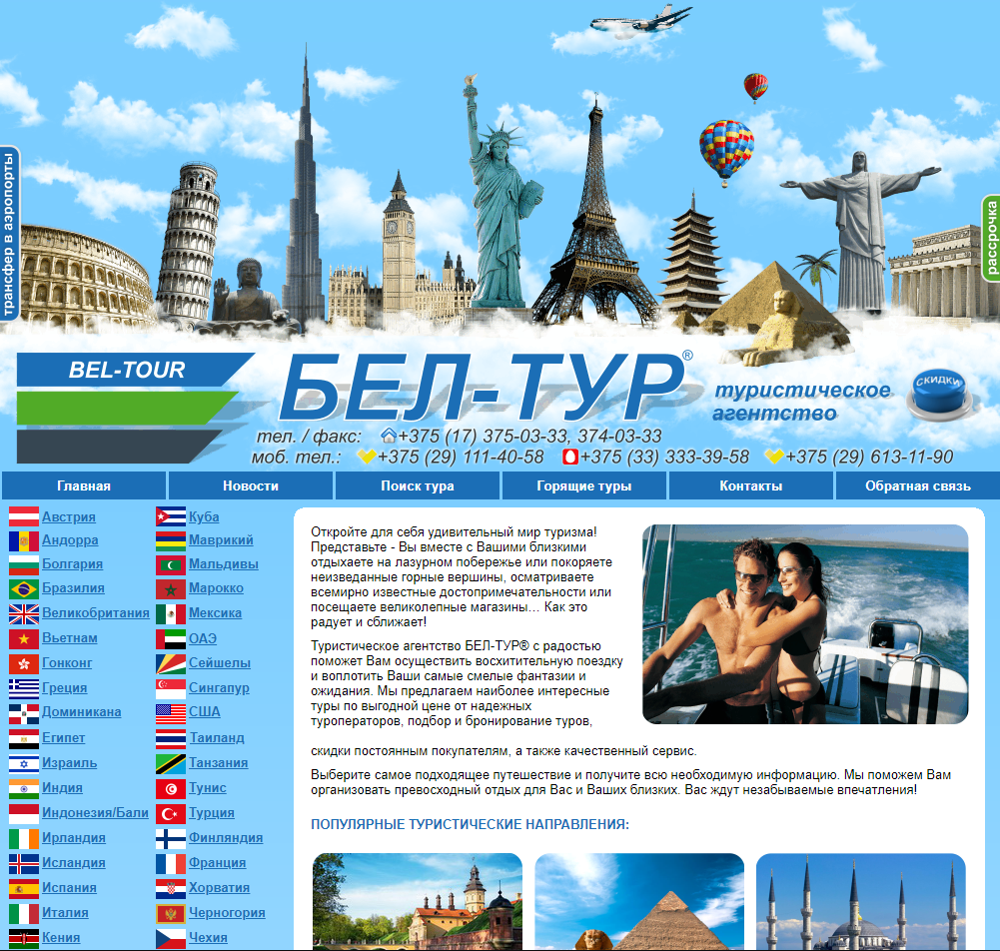 трансфер в аэропорты
рассрочка
BEL-TOUR
БЕЛ-ТУР®
туристическое
агентство
СКИДКИ
тел. / факс: +375 (17) 375-03-33, 374-03-33
моб. тел.: +375 (29) 111-40-58 +375 (33) 333-39-58 +375 (29) 613-11-90
Главная Новости Поиск тура Горящие туры Контакты Обратная связь
Австрия Куба
Андорра Маврикий
Болгария Мальдивы
Бразилия Марокко
Великобритания Мексика
Вьетнам ОАЭ
Гонконг Сейшелы
Греция Сингапур
Доминикана США
Египет Таиланд
Израиль Танзания
Индия Тунис
Индонезия/Бали Турция
Ирландия Финляндия
Исландия Франция
Испания Хорватия
Италия Черногория
Кения Чехия
Откройте для себя удивительный мир туризма!
Представьте - Вы вместе с Вашими близкими
отдыхаете на лазурном побережье или покоряете
неизведанные горные вершины, осматриваете
всемирно известные достопримечательности или
посещаете великолепные магазины… Как это
радует и сближает!
Туристическое агентство БЕЛ-ТУР® с радостью
поможет Вам осуществить восхитительную поездку
и воплотить Ваши самые смелые фантазии и
ожидания. Мы предлагаем наиболее интересные
туры по выгодной цене от надежных
туроператоров, подбор и бронирование туров,
скидки постоянным покупателям, а также качественный сервис.
Выберите самое подходящее путешествие и получите всю необходимую информацию. Мы поможем Вам
организовать превосходный отдых для Вас и Ваших близких. Вас ждут незабываемые впечатления!
ПОПУЛЯРНЫЕ ТУРИСТИЧЕСКИЕ НАПРАВЛЕНИЯ: